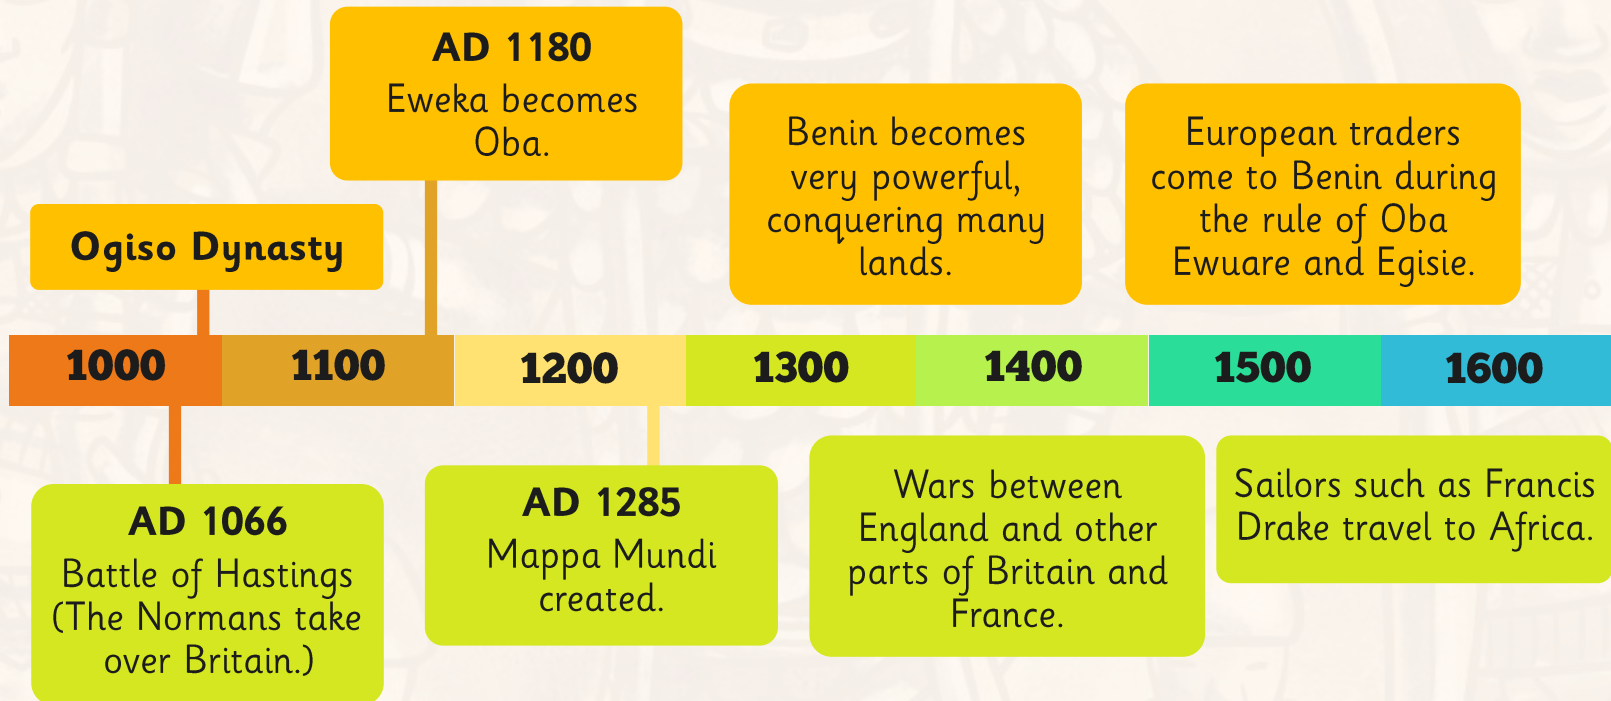 AD 1180
Eweka becomes
Oba.
Ogiso Dynasty
Benin becomes
very powerful,
conquering many
lands.
European traders
come to Benin during
the rule of Oba
Ewuare and Egisie.
1000
1100
1200
1300
1400
1500
1600
AD 1066
Battle of Hastings
(The Normans take
over Britain.)
AD 1285
Mappa Mundi
created.
Wars between
England and other
parts of Britain and
France.
Sailors such as Francis
Drake travel to Africa.